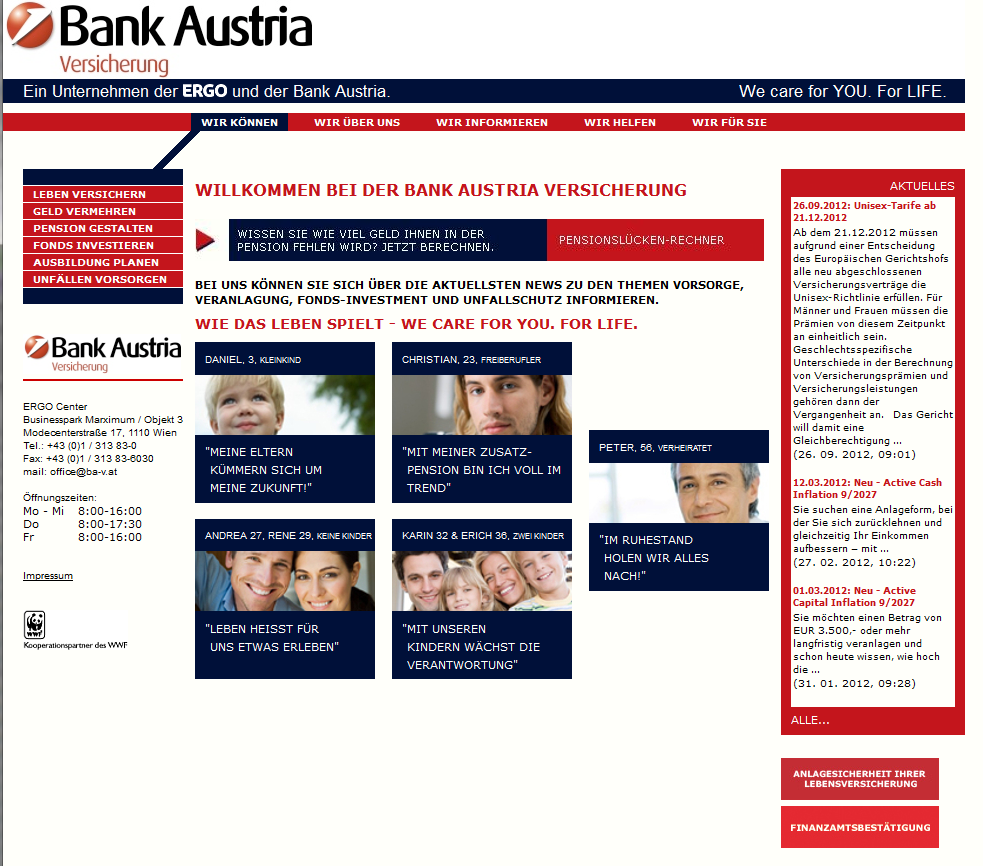 Bank Austria
Versicherung
Ein Unternehmen der ERGO und der Bank Austria.
We care for YOU. For LIFE.
WIR KÖNNEN
WIR ÜBER UNS
WIR INFORMIEREN
WIR HELFEN
WIR FÜR SIE
LEBEN VERSICHERN
GELD VERMEHREN
PENSION GESTALTEN
FONDS INVESTIEREN
AUSBILDUNG PLANEN
UNFÄLLEN VORSORGEN
Bank Austria
Versicherung
ERGO Center
Businesspark Marximum / Objekt 3
Modecenterstraße 17, 1110 Wien
Tel.: +43 (0)1 / 313 83-0
Fax: +43 (0)1 / 313 83-6030
mail: office@ba-v.at
Öffnungszeiten:
Mo - Mi 8:00-16:00
Do 8:00-17:30
Fr 8:00-16:00
Impressum
WWF
Kooperationspartner des WWF
WILLKOMMEN BEI DER BANK AUSTRIA VERSICHERUNG
WISSEN SIE WIE VIEL GELD IHNEN IN DER
PENSION FEHLEN WIRD? JETZT BERECHNEN.
PENSIONSLÜCKEN-RECHNER
BEI UNS KÖNNEN SIE SICH ÜBER DIE AKTUELLSTEN NEWS ZU DEN THEMEN VORSORGE,
VERANLAGUNG, FONDS-INVESTMENT UND UNFALLSCHUTZ INFORMIEREN.
WIE DAS LEBEN SPIELT - WE CARE FOR YOU. FOR LIFE.
DANIEL, 3, KLEINKIND
"MEINE ELTERN
KÜMMERN SICH UM
MEINE ZUKUNFT!"
CHRISTIAN, 23, FREIBERUFLER
"MIT MEINER ZUSATZ-
PENSION BIN ICH VOLL IM
TREND"
PETER, 56, VERHEIRATET
"IM RUHESTAND
HOLEN WIR ALLES
NACH!"
ANDREA 27, RENE 29, KEINE KINDER
"LEBEN HEISST FÜR
UNS ETWAS ERLEBEN"
KARIN 32 & ERICH 36, ZWEI KINDER
"MIT UNSEREN
KINDERN WÄCHST DIE
VERANTWORTUNG"
AKTUELLES
26.09.2012: Unisex-Tarife ab
21.12.2012
Ab dem 21.12.2012 müssen
aufgrund einer Entscheidung
des Europäischen Gerichtshofs
alle neu abgeschlossenen
Versicherungsverträge die
Unisex-Richtlinie erfüllen. Für
Männer und Frauen müssen die
Prämien von diesem Zeitpunkt
an einheitlich sein.
Geschlechtsspezifische
Unterschiede in der Berechnung
von Versicherungsprämien und
Versicherungsleistungen
gehören dann der
Vergangenheit an. Das Gericht
will damit eine
Gleichberechtigung ...
(26. 09. 2012, 09:01)
12.03.2012: Neu - Active Cash
Inflation 9/2027
Sie suchen eine Anlageform, bei
der Sie sich zurücklehnen und
gleichzeitig Ihr Einkommen
aufbessern – mit ...
(27. 02. 2012, 10:22)
01.03.2012: Neu - Active
Capital Inflation 9/2027
Sie möchten einen Betrag von
EUR 3.500,- oder mehr
langfristig veranlagen und
schon heute wissen, wie hoch
die ...
(31. 01. 2012, 09:28)
ALLE...
ANLAGESICHERHEIT IHRER
LEBENSVERSICHERUNG
FINANZAMTSBESTÄTIGUNG